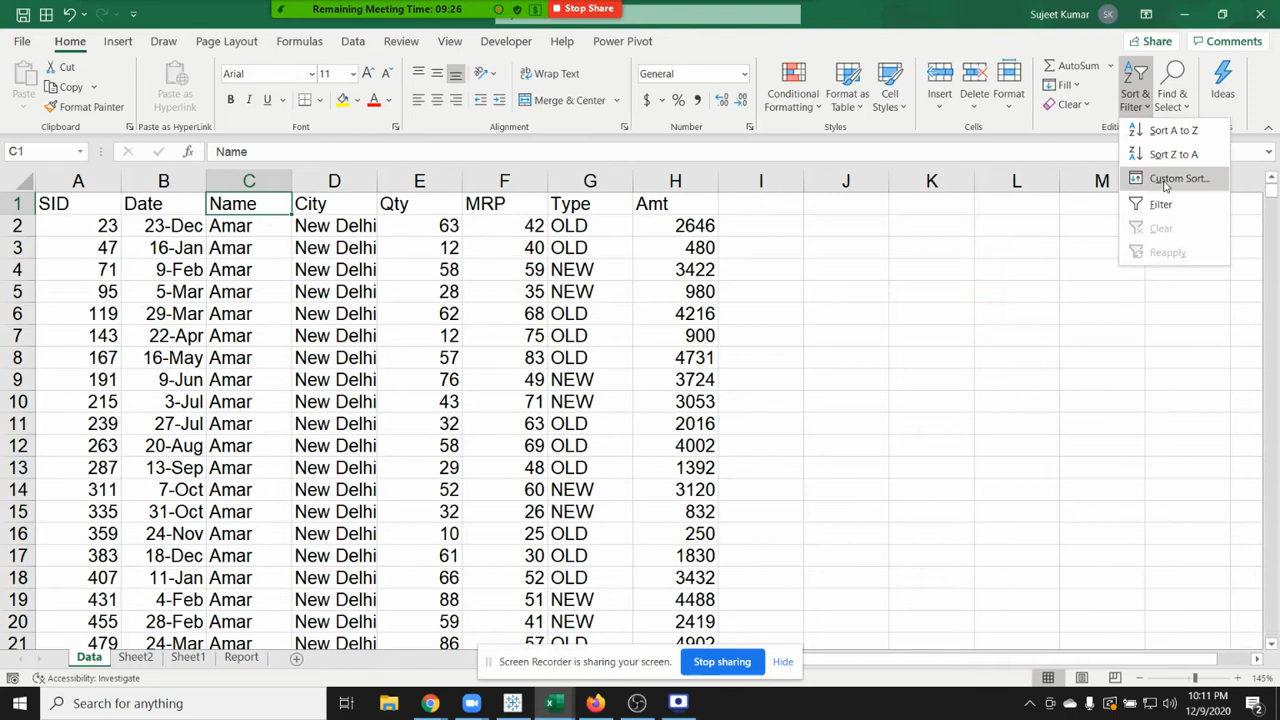 Remaining Meeting Time: 09:26
Stop Share
Sujeet Kumar SK
File Home Insert Draw Page Layout Formulas Data Review View Developer Help Power Pivot
Share Comments
Paste
Cut
Copy
Format Painter
Clipboard
Paste as Hyperlink
Paste as HyperLink
Arial 11
B I U
Font
Wrap Text
Merge & Center
Alignment
General
$ % ,
Number
Conditional Formatting
Format as Table
Cell Styles
Styles
Insert Delete Format
Cells
AutoSum
Fill
Clear
Sort & Filter
Find & Select
Ideas
Sort A to Z
Sort Z to A
Custom Sort...
Filter
Clear
Reapply
C1 fx Name
A B C D E F G H I J K L M
1 SID Date Name City Qty MRP Type Amt
2 23 23-Dec Amar New Delhi 63 42 OLD 2646
3 47 16-Jan Amar New Delhi 12 40 OLD 480
4 71 9-Feb Amar New Delhi 58 59 NEW 3422
5 95 5-Mar Amar New Delhi 28 35 NEW 980
6 119 29-Mar Amar New Delhi 62 68 OLD 4216
7 143 22-Apr Amar New Delhi 12 75 OLD 900
8 167 16-May Amar New Delhi 57 83 OLD 4731
9 191 9-Jun Amar New Delhi 76 49 NEW 3724
10 215 3-Jul Amar New Delhi 43 71 NEW 3053
11 239 27-Jul Amar New Delhi 32 63 OLD 2016
12 263 20-Aug Amar New Delhi 58 69 OLD 4002
13 287 13-Sep Amar New Delhi 29 48 OLD 1392
14 311 7-Oct Amar New Delhi 52 60 NEW 3120
15 335 31-Oct Amar New Delhi 32 26 NEW 832
16 359 24-Nov Amar New Delhi 10 25 OLD 250
17 383 18-Dec Amar New Delhi 61 30 OLD 1830
18 407 11-Jan Amar New Delhi 66 52 OLD 3432
19 431 4-Feb Amar New Delhi 88 51 NEW 4488
20 455 28-Feb Amar New Delhi 59 41 NEW 2419
21 479 24-Mar Amar New Delhi 86 57 OLD 4902
Data Sheet2 Sheet1 Report
Screen Recorder is sharing your screen. Stop sharing Hide
Accessibility: Investigate
145%
Search for anything
10:11 PM
12/9/2020
2